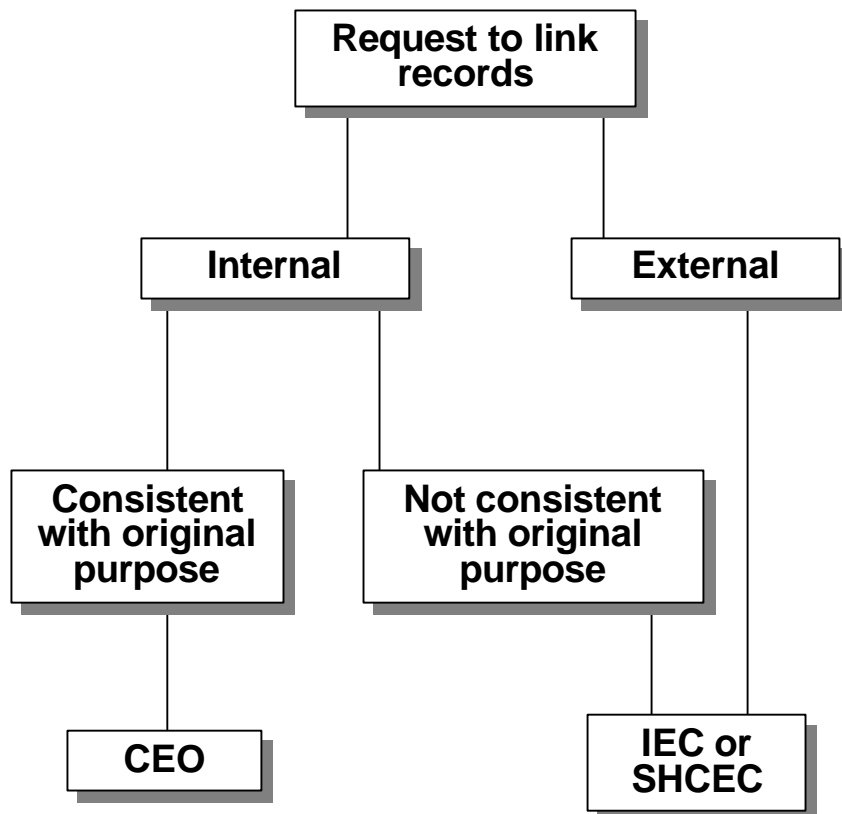 Request to link
records
Internal
External
Consistent
with original
purpose
Not consistent
with original
purpose
CEO
IEC or
SHCEC